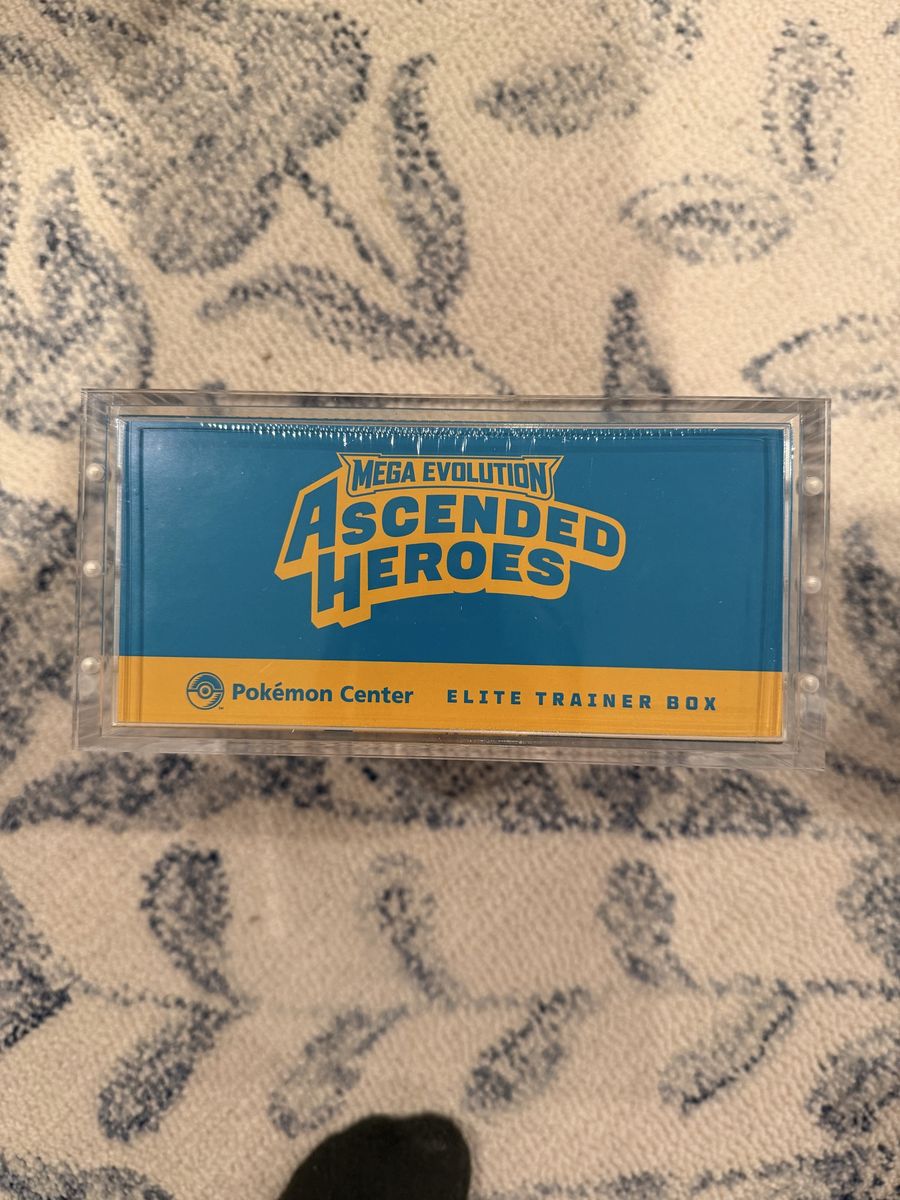 MEGA EVOLUTION
ASCENDED
HEROES
Pokémon Center ELITE TRAINER BOX